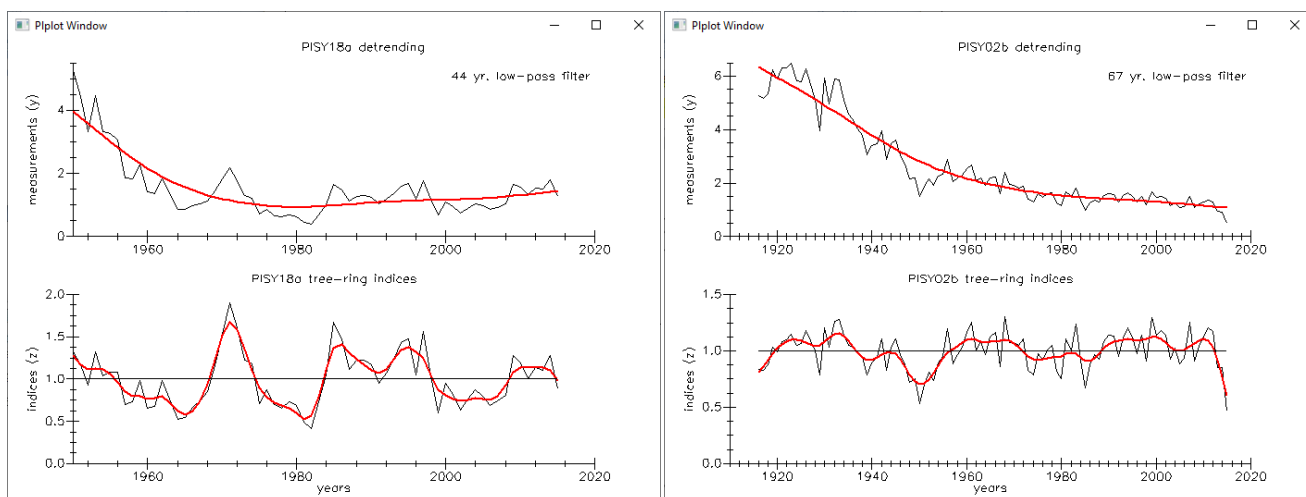 PIplot Window
PISY18a detrending
44 yr. low-pass filter
measurements (y)
4
2
0
1960
1980
2000
2020
PISY18a tree-ring indices
indices (z)
2.0
1.5
1.0
0.5
0.0
1960
1980
2000
2020
years
PIplot Window
PISY02b detrending
67 yr. low-pass filter
measurements (y)
6
4
2
0
1920
1940
1960
1980
2000
2020
PISY02b tree-ring indices
indices (z)
1.5
1.0
0.5
0.0
1920
1940
1960
1980
2000
2020
years